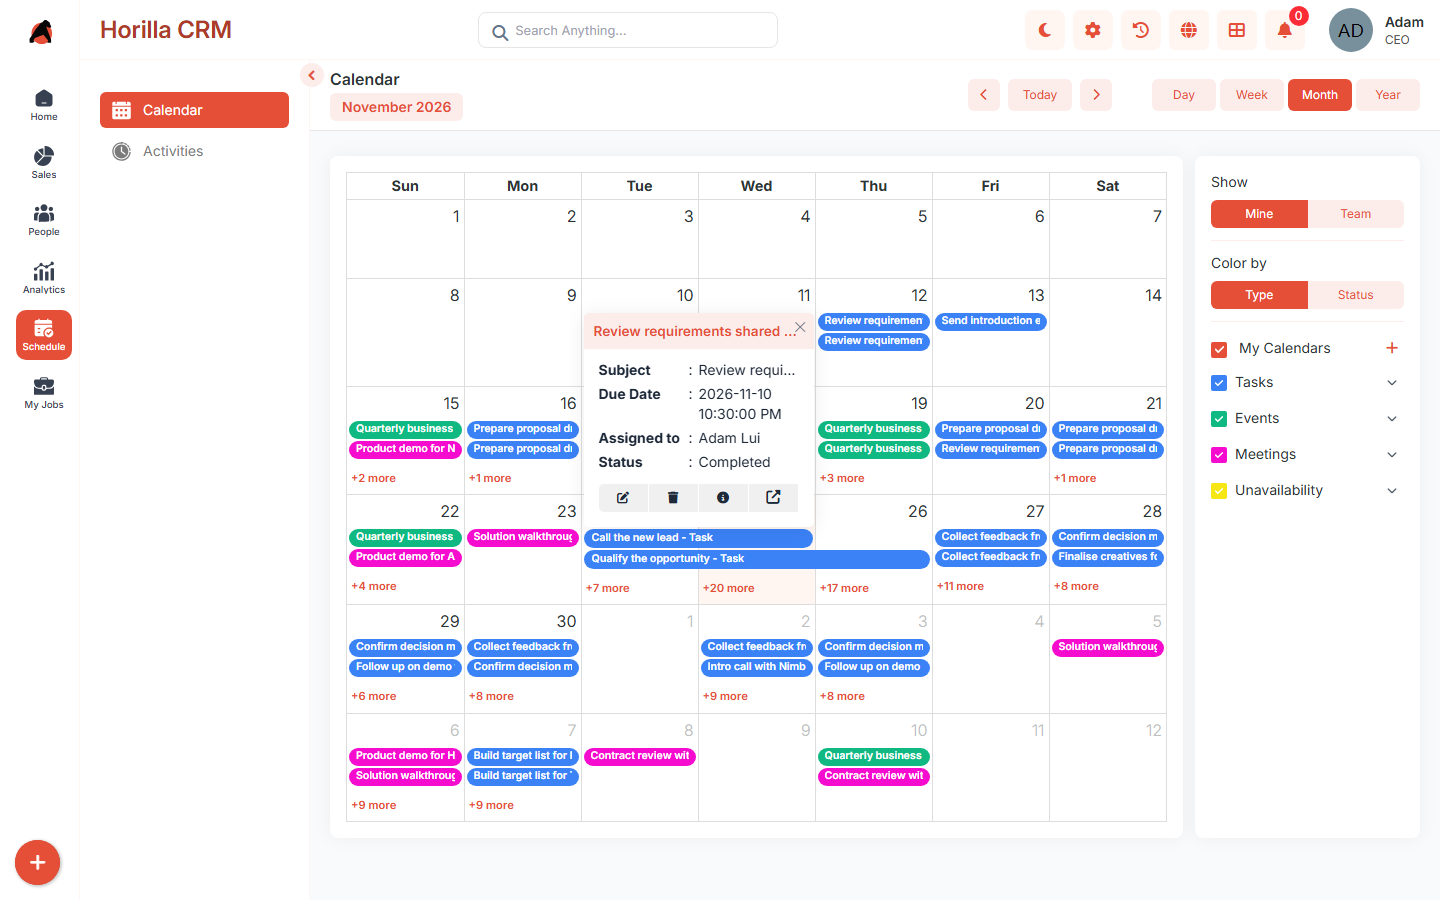 Horilla CRM
Search Anything...
0
AD
Adam
CEO
Home
Sales
People
Analytics
Schedule
My Jobs
Calendar
Activities
Calendar
November 2026
Today
Day
Week
Month
Year
Sun Mon Tue Wed Thu Fri Sat
1 2 3 4 5 6 7
8 9 10 11 12 13 14
Review requiremen
Send introduction e
Review requiremen
Review requirements shared ...
Subject : Review requi...
Due Date : 2026-11-10
10:30:00 PM
Assigned to : Adam Lui
Status : Completed
15 16 19 20 21
Quarterly business Prepare proposal d Quarterly business Prepare proposal d Prepare proposal d
Product demo for N Prepare proposal d Quarterly business Review requiremen Prepare proposal d
+2 more +1 more +3 more +1 more
22 23 26 27 28
Quarterly business Solution walkthroug Call the new lead - Task Collect feedback fr Confirm decision m
Product demo for A Qualify the opportunity - Task Collect feedback fr Finalise creatives fo
+4 more +7 more +20 more +17 more +11 more +8 more
29 30 1 2 3 4 5
Confirm decision m Collect feedback fr Collect feedback fr Confirm decision m Solution walkthroug
Follow up on demo Confirm decision m Intro call with Nimb Follow up on demo
+6 more +8 more +9 more +8 more
6 7 8 9 10 11 12
Product demo for H Build target list for Contract review wit Quarterly business
Solution walkthroug Build target list for Contract review wit
+9 more +9 more
Show
Mine Team
Color by
Type Status
My Calendars
Tasks
Events
Meetings
Unavailability